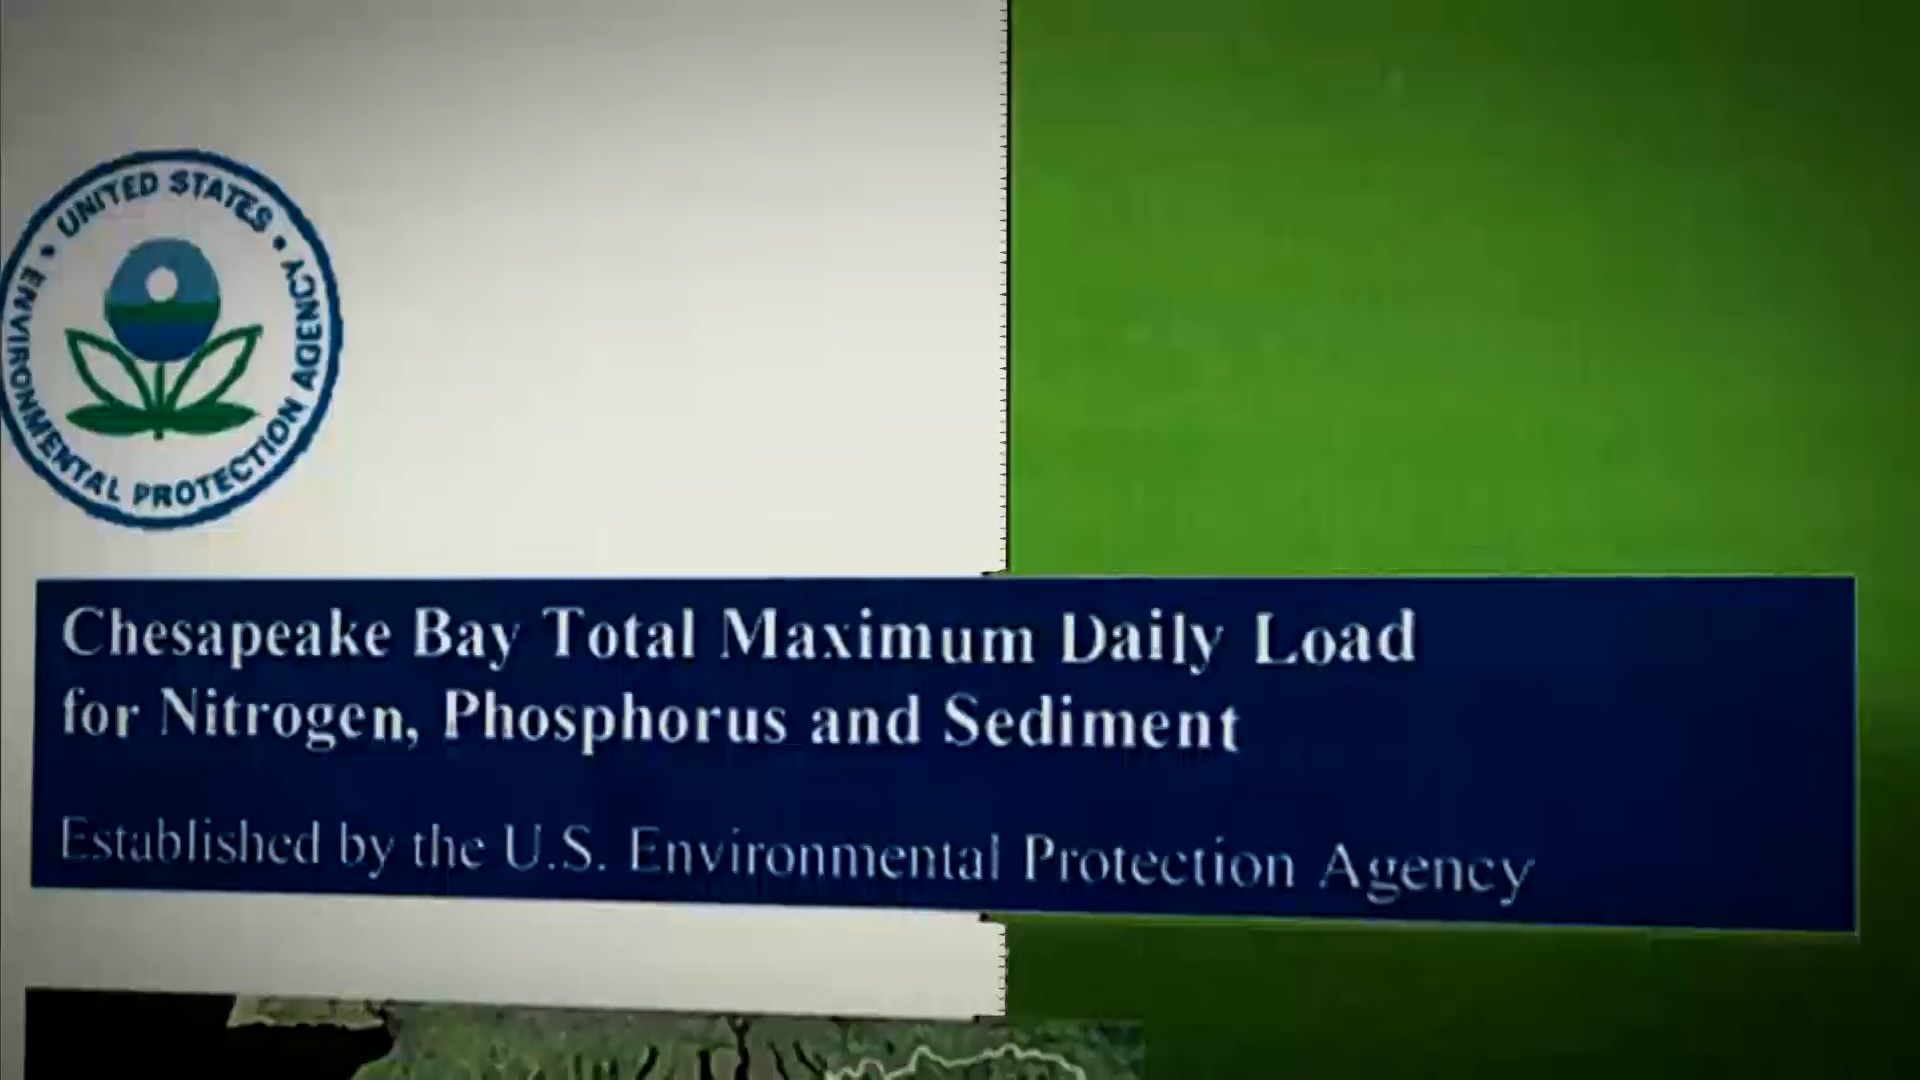 UNITED STATES
ENVIRONMENTAL PROTECTION AGENCY
Chesapeake Bay Total Maximum Daily Load
for Nitrogen, Phosphorus and Sediment
Established by the U.S. Environmental Protection Agency